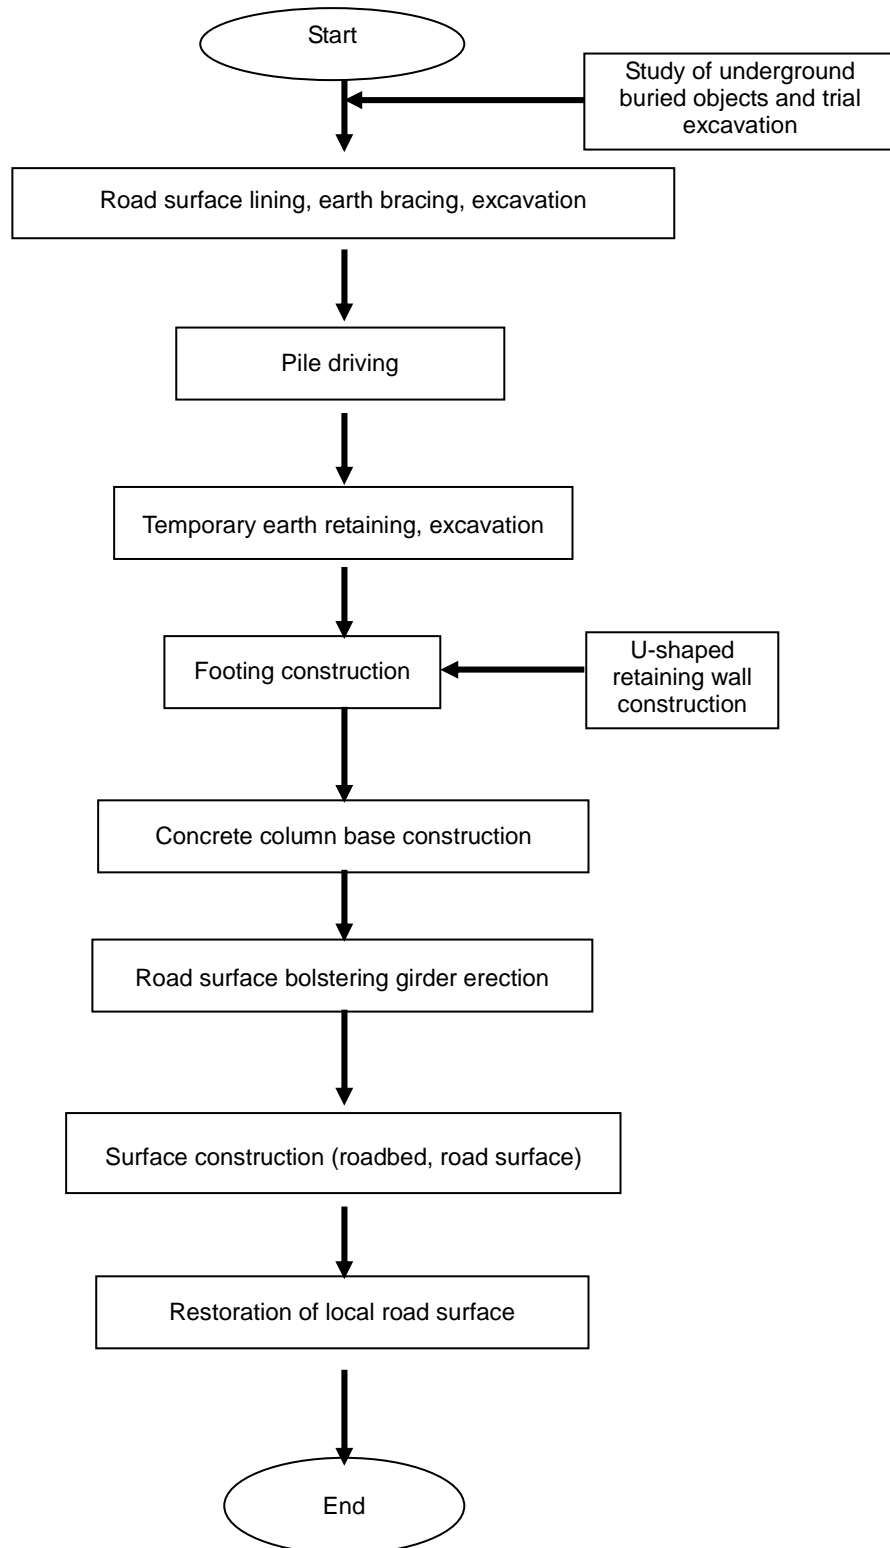 Start
Study of underground
buried objects and trial
excavation
Road surface lining, earth bracing, excavation
Pile driving
Temporary earth retaining, excavation
Footing construction
U-shaped
retaining wall
construction
Concrete column base construction
Road surface bolstering girder erection
Surface construction (roadbed, road surface)
Restoration of local road surface
End